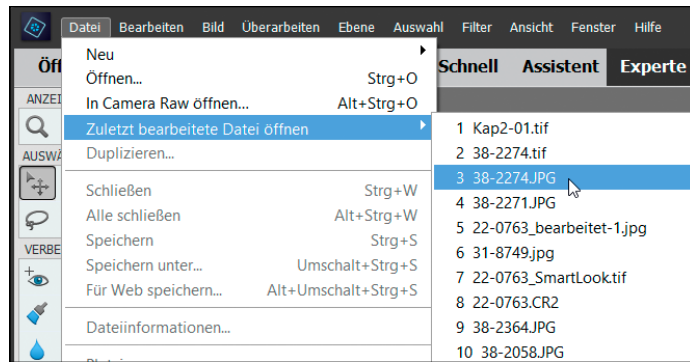 Datei Bearbeiten Bild Überarbeiten Ebene Auswahl Filter Ansicht Fenster Hilfe
Schnell Assistent Experte
Neu
Öffnen... Strg+O
In Camera Raw öffnen... Alt+Strg+O
Zuletzt bearbeitete Datei öffnen
Duplizieren...
Schließen Strg+W
Alle schließen Alt+Strg+W
Speichern Strg+S
Speichern unter... Umschalt+Strg+S
Für Web speichern... Alt+Umschalt+Strg+S
Dateiinformationen...
1 Kap2-01.tif
2 38-2274.tif
3 38-2274.JPG
4 38-2271.JPG
5 22-0763_bearbeitet-1.jpg
6 31-8749.jpg
7 22-0763_SmartLook.tif
8 22-0763.CR2
9 38-2364.JPG
10 38-2058.JPG